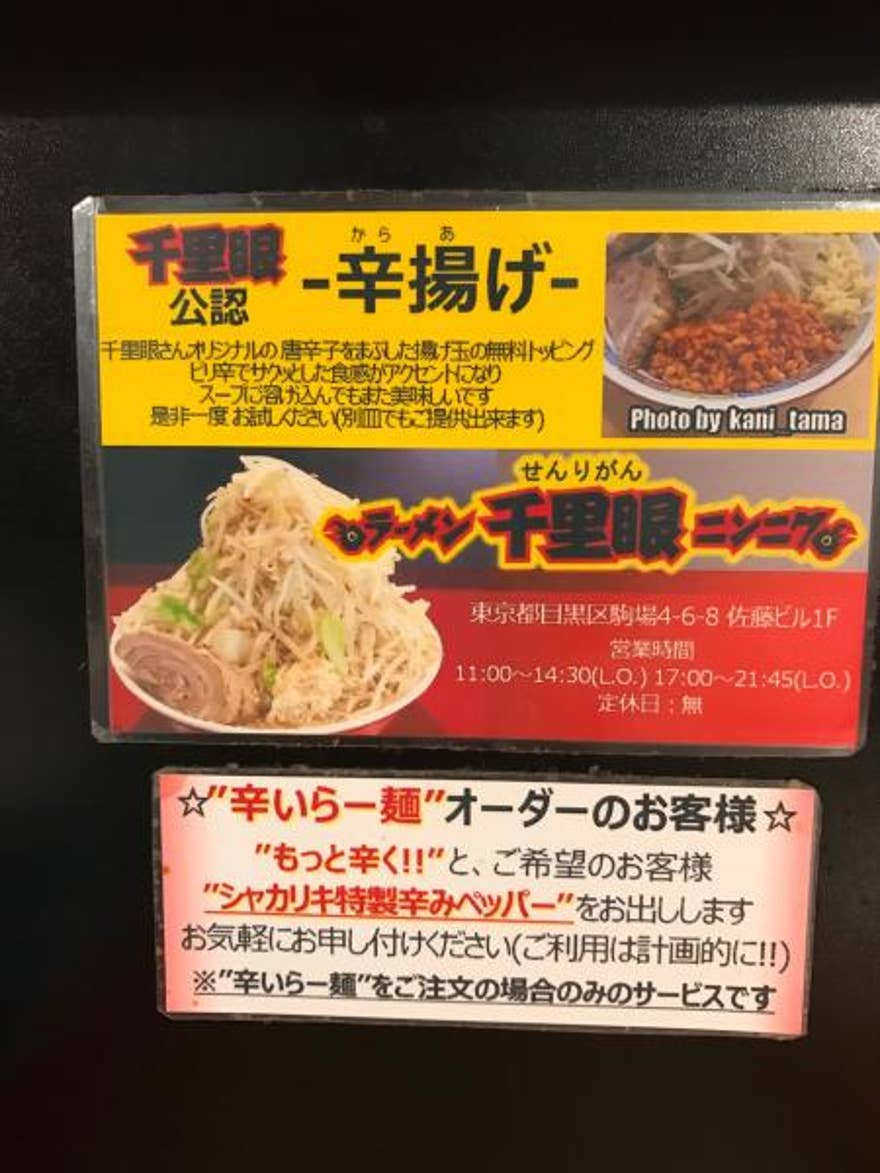 千里眼
公認
から あ
-辛揚げ-
千里眼さんオリジナルの 唐辛子をまぶした揚げ玉の無料トッピング
ピリ辛でサクッとした食感がアクセントになり
スープに溶け込んでもまた美味しいです
是非一度 お試しください(別皿でもご提供出来ます)
Photo by kani_tama
せんりがん
ラーメン 千里眼 ニンニク
東京都目黒区駒場4-6-8 佐藤ビル1F
営業時間
11:00～14:30(L.O.) 17:00～21:45(L.O.)
定休日：無
☆"辛いらー麺"オーダーのお客様☆
"もっと辛く!!"と、ご希望のお客様
"シャカリキ特製辛みペッパー"をお出しします
お気軽にお申し付けください(ご利用は計画的に!!)
※"辛いらー麺"をご注文の場合のみのサービスです